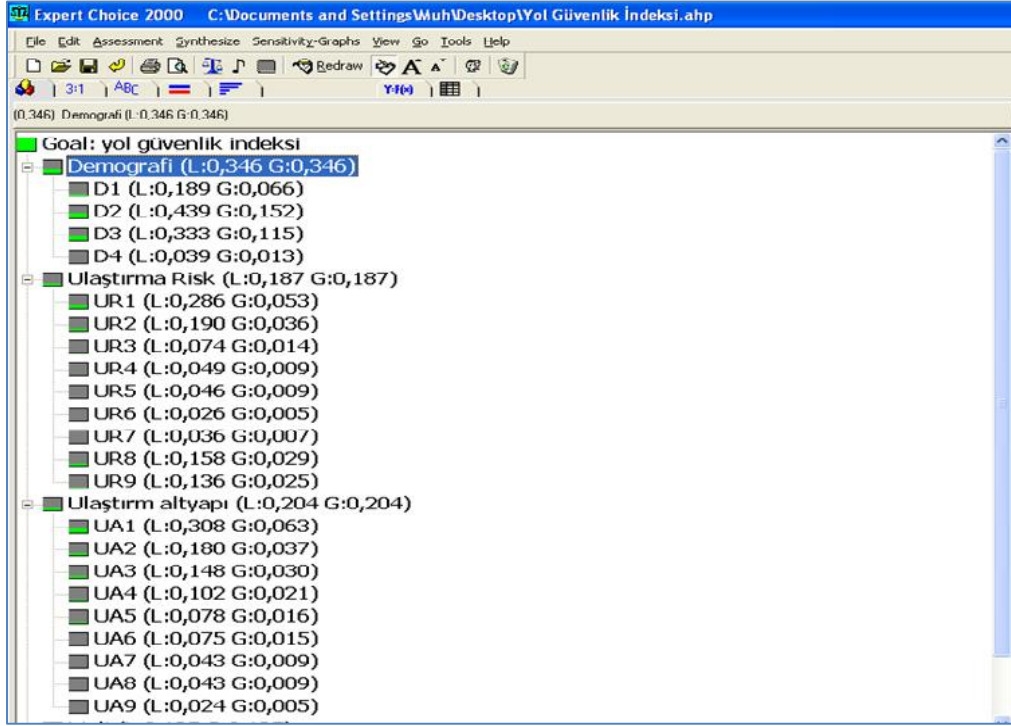 Expert Choice 2000 C:\Documents and Settings\Muh\Desktop\Yol Güvenlik İndeksi.ahp
File Edit Assessment Synthesize Sensitivity-Graphs View Go Tools Help
Redraw A A
3:1 ABC Y=f(x)
(0,346) Demografi (L:0,346 G:0,346)
Goal: yol güvenlik indeksi
Demografi (L:0,346 G:0,346)
D1 (L:0,189 G:0,066)
D2 (L:0,439 G:0,152)
D3 (L:0,333 G:0,115)
D4 (L:0,039 G:0,013)
Ulaştırma Risk (L:0,187 G:0,187)
UR1 (L:0,286 G:0,053)
UR2 (L:0,190 G:0,036)
UR3 (L:0,074 G:0,014)
UR4 (L:0,049 G:0,009)
UR5 (L:0,046 G:0,009)
UR6 (L:0,026 G:0,005)
UR7 (L:0,036 G:0,007)
UR8 (L:0,158 G:0,029)
UR9 (L:0,136 G:0,025)
Ulaştırm altyapı (L:0,204 G:0,204)
UA1 (L:0,308 G:0,063)
UA2 (L:0,180 G:0,037)
UA3 (L:0,148 G:0,030)
UA4 (L:0,102 G:0,021)
UA5 (L:0,078 G:0,016)
UA6 (L:0,075 G:0,015)
UA7 (L:0,043 G:0,009)
UA8 (L:0,043 G:0,009)
UA9 (L:0,024 G:0,005)